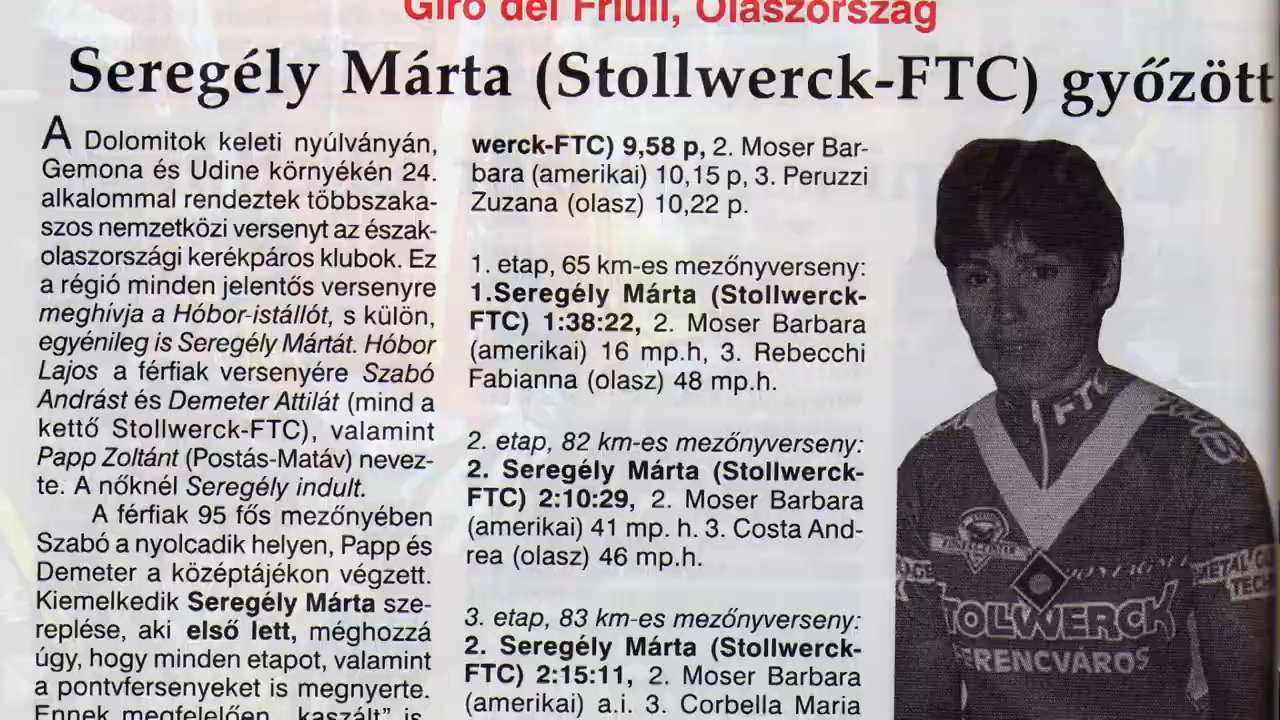 Giro del Friuli, Olaszország
Seregély Márta (Stollwerck-FTC) győzött
A Dolomitok keleti nyúlványán,
Gemona és Udine környékén 24.
alkalommal rendeztek többszaka-
szos nemzetközi versenyt az észak-
olaszországi kerékpáros klubok. Ez
a régió minden jelentős versenyre
meghívja a Hóbor-istállót, s külön,
egyénileg is Seregély Mártát. Hóbor
Lajos a férfiak versenyére Szabó
Andrást és Demeter Attilát (mind a
kettő Stollwerck-FTC), valamint
Papp Zoltánt (Postás-Matáv) nevez-
te. A nőknél Seregély indult.
A férfiak 95 fős mezőnyében
Szabó a nyolcadik helyen, Papp és
Demeter a középtájékon végzett.
Kiemelkedik Seregély Márta sze-
replése, aki első lett, méghozzá
úgy, hogy minden etapot, valamint
a pontvfersenyeket is megnyerte.
Ennek megfelelően „kaszált” is.
werck-FTC) 9,58 p, 2. Moser Bar-
bara (amerikai) 10,15 p, 3. Peruzzi
Zuzana (olasz) 10,22 p.
1. etap, 65 km-es mezőnyverseny:
1.Seregély Márta (Stollwerck-
FTC) 1:38:22, 2. Moser Barbara
(amerikai) 16 mp.h, 3. Rebecchi
Fabianna (olasz) 48 mp.h.
2. etap, 82 km-es mezőnyverseny:
2. Seregély Márta (Stollwerck-
FTC) 2:10:29, 2. Moser Barbara
(amerikai) 41 mp. h. 3. Costa And-
rea (olasz) 46 mp.h.
3. etap, 83 km-es mezőnyverseny:
2. Seregély Márta (Stollwerck-
FTC) 2:15:11, 2. Moser Barbara
(amerikai) a.i. 3. Corbella Maria
FTC
STOLLWERCK
FERENCVÁROS